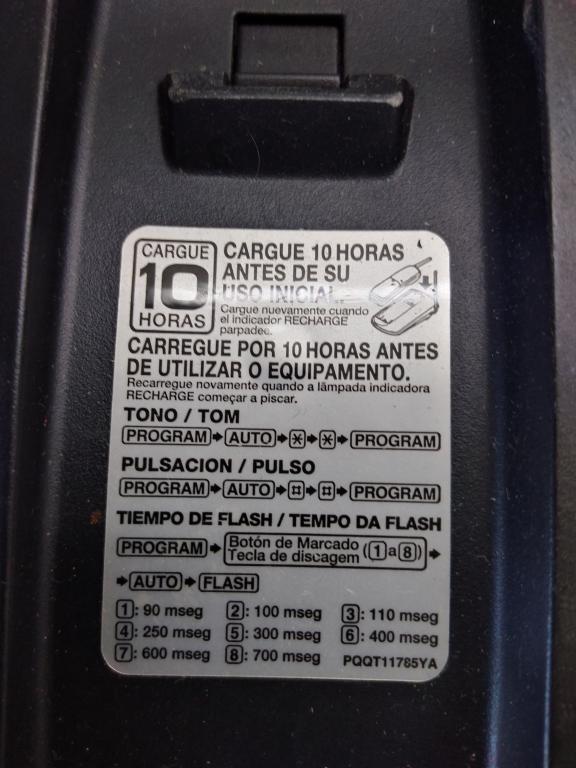 CARGUE
10
HORAS
CARGUE 10 HORAS
ANTES DE SU
USO INICIAL.
Cargue nuevamente cuando
el indicador RECHARGE
parpadee.
CARREGUE POR 10 HORAS ANTES
DE UTILIZAR O EQUIPAMENTO.
Recarregue novamente quando a lâmpada indicadora
RECHARGE começar a piscar.
TONO / TOM
PROGRAM AUTO * * PROGRAM
PULSACION / PULSO
PROGRAM AUTO # # PROGRAM
TIEMPO DE FLASH / TEMPO DA FLASH
PROGRAM Botón de Marcado
Tecla de discagem (1 a 8)
AUTO FLASH
1: 90 mseg 2: 100 mseg 3: 110 mseg
4: 250 mseg 5: 300 mseg 6: 400 mseg
7: 600 mseg 8: 700 mseg PQQT11785YA